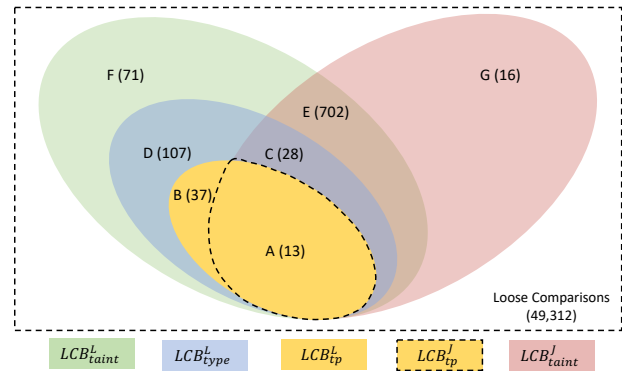 F (71)
G (16)
E (702)
D (107)
C (28)
B (37)
A (13)
Loose Comparisons
(49,312)
LCB^L_taint LCB^L_type LCB^L_tp LCB^J_tp LCB^J_taint